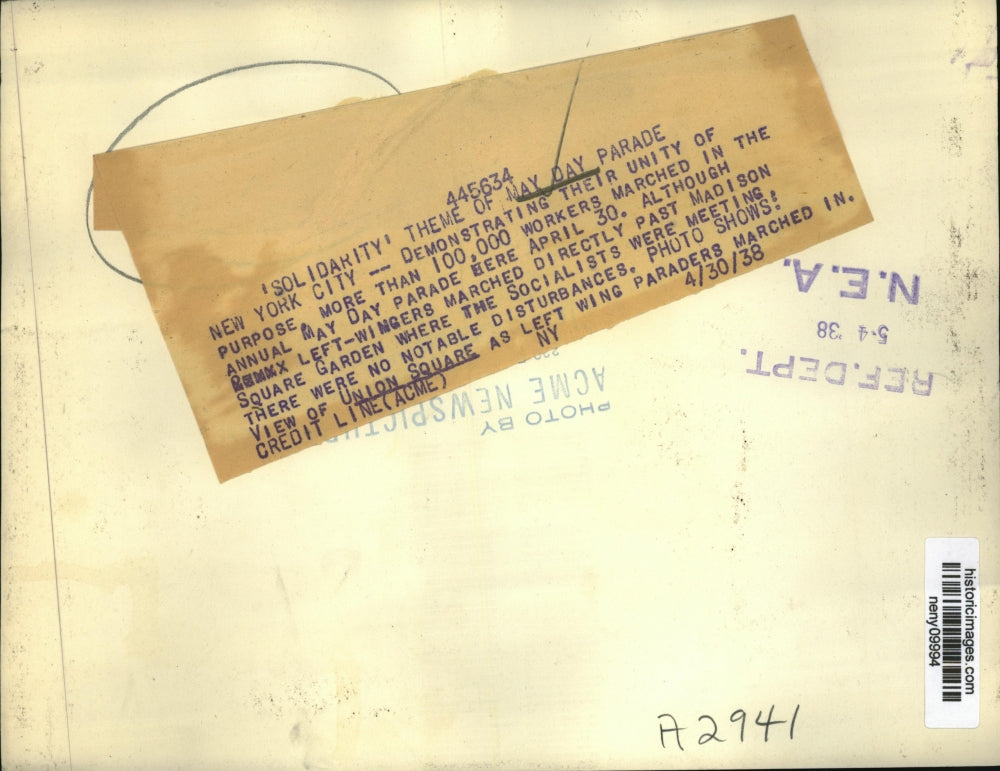 445634
'SOLIDARITY' THEME OF MAY DAY PARADE
NEW YORK CITY -- DEMONSTRATING THEIR UNITY OF
PURPOSE, MORE THAN 100,000 WORKERS MARCHED IN THE
ANNUAL MAY DAY PARADE HERE APRIL 30. ALTHOUGH
LEFT-WINGERS MARCHED DIRECTLY PAST MADISON
SQUARE GARDEN WHERE THE SOCIALISTS WERE MEETING;
THERE WERE NO NOTABLE DISTURBANCES. PHOTO SHOWS:
VIEW OF UNION SQUARE AS LEFT WING PARADERS MARCHED IN.
CREDIT LINE(ACME) NY 4/30/38
PHOTO BY
ACME NEWSPICTU
N.E.A.
5-4 '38
REF.DEPT.
historicimages.com
neny09994
A2941